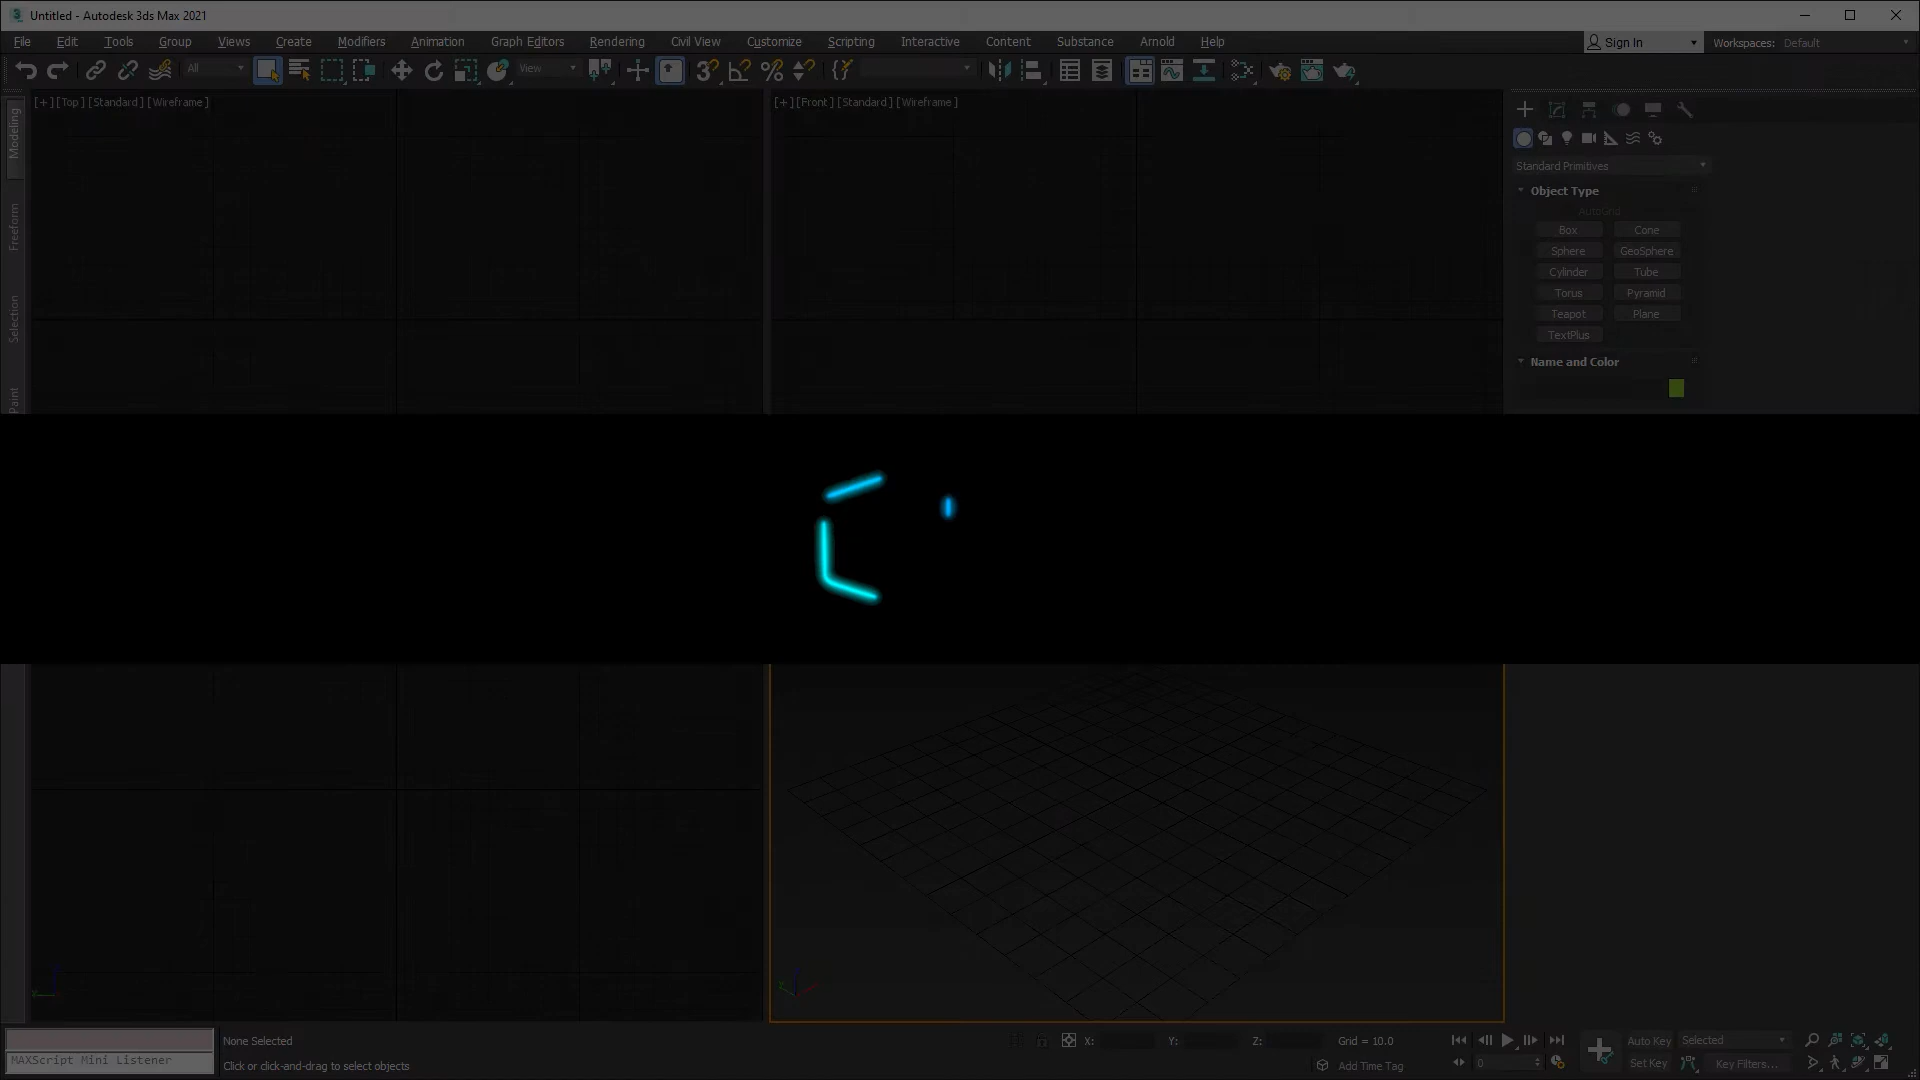 Untitled - Autodesk 3ds Max 2021
File Edit Tools Group Views Create Modifiers Animation Graph Editors Rendering Civil View Customize Scripting Interactive Content Substance Arnold Help Sign In Workspaces: Default
All View
[+] [Top] [Standard] [Wireframe] [+] [Front] [Standard] [Wireframe]
Modeling
Freeform
Selection
Paint
Standard Primitives
Object Type
AutoGrid
Box Cone
Sphere GeoSphere
Cylinder Tube
Torus Pyramid
Teapot Plane
TextPlus
Name and Color
None Selected X: Y: Z: Grid = 10.0 Auto Key Selected
MAXScript Mini Listener Click or click-and-drag to select objects Add Time Tag 0 Set Key Key Filters...